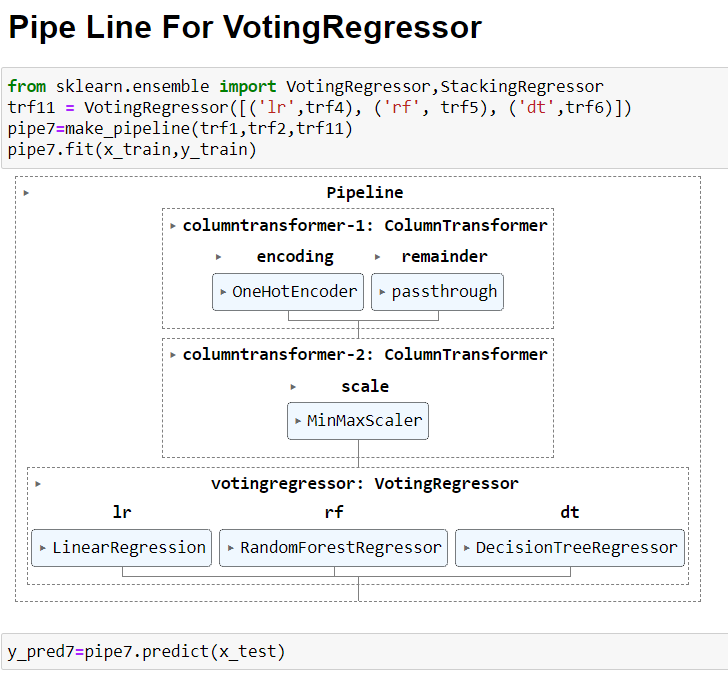 Pipe Line For VotingRegressor
from sklearn.ensemble import VotingRegressor,StackingRegressor
trf11 = VotingRegressor([('lr',trf4), ('rf', trf5), ('dt',trf6)])
pipe7=make_pipeline(trf1,trf2,trf11)
pipe7.fit(x_train,y_train)
Pipeline
columntransformer-1: ColumnTransformer
encoding remainder
OneHotEncoder passthrough
columntransformer-2: ColumnTransformer
scale
MinMaxScaler
votingregressor: VotingRegressor
lr rf dt
LinearRegression RandomForestRegressor DecisionTreeRegressor
y_pred7=pipe7.predict(x_test)